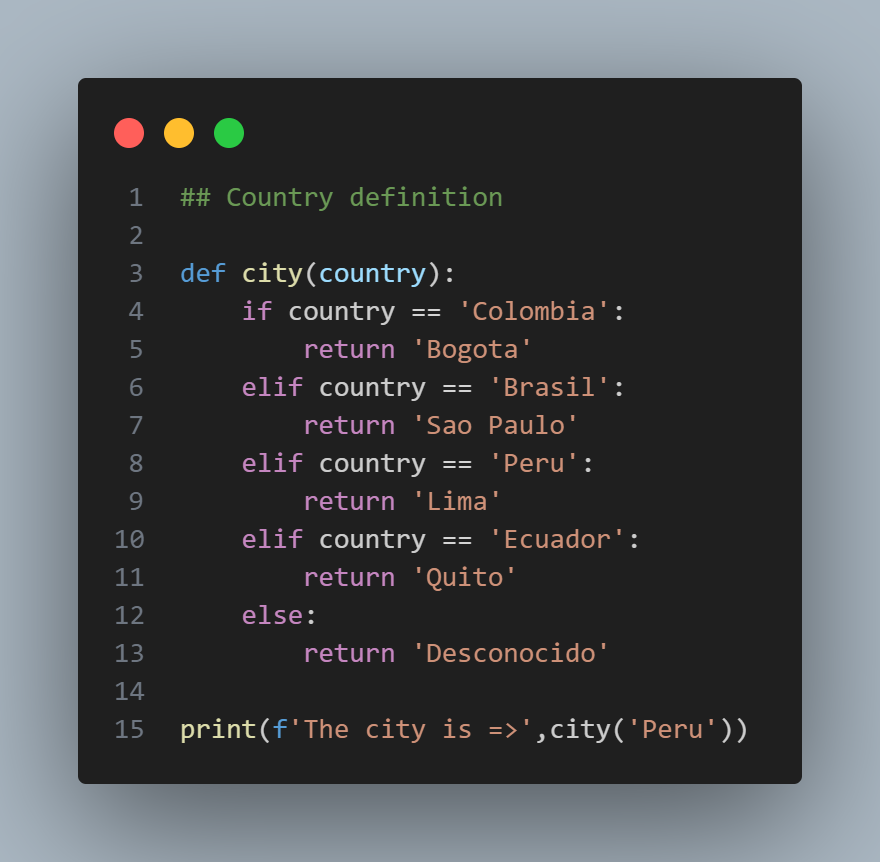 1 ## Country definition
2
3 def city(country):
4     if country == 'Colombia':
5         return 'Bogota'
6     elif country == 'Brasil':
7         return 'Sao Paulo'
8     elif country == 'Peru':
9         return 'Lima'
10     elif country == 'Ecuador':
11         return 'Quito'
12     else:
13         return 'Desconocido'
14
15 print(f'The city is =>',city('Peru'))